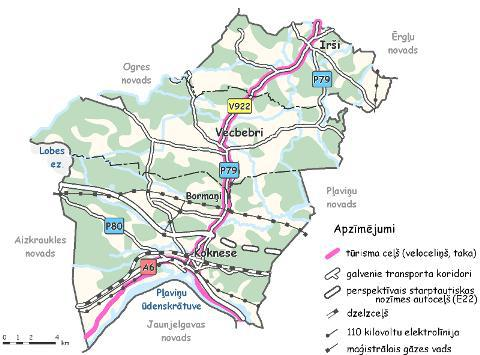 Irši
Ērgļu
novads
Ogres
novads
P79
V922
Vecbebri
Lobes
ez
P79
Pļaviņu
novads
Bormaņi
P80
Apzīmējumi
Aizkraukles
novads
Koknese
tūrisma ceļš (veloceliņš, taka)
A6
galvenie transporta koridori
perspektīvais starptautiskas
nozīmes autoceļš (E22)
Pļaviņu
ūdenskrātuve
dzelzceļš
Jaunjelgavas
novads
110 kilovoltu elektrolīnija
0 1 2 4 km
maģistrālais gāzes vads